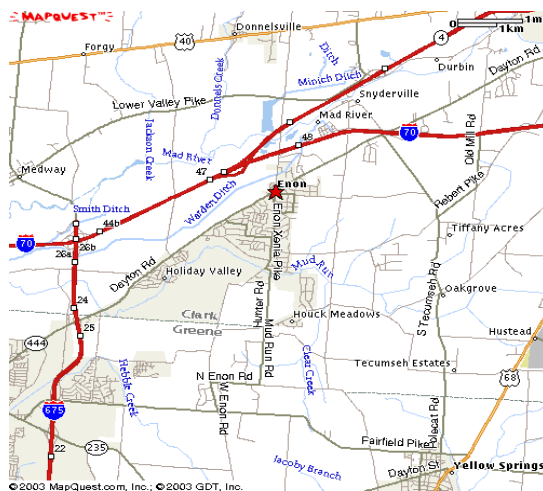 MAPQUEST
40
Donnelsville
0
1m
1km
4
Forgy
Ditch
Durbin
Dayton Rd
Donnels Creek
Minich Ditch
Snyderville
Lower Valley Pike
Mad River
Jackson Creek
48
70
Old Mill Rd
Medway
Mad River
47
Warden Ditch
Enon
Rebert Pike
Smith Ditch
44b
Enon Xenia Pike
Tiffany Acres
70
26a
26b
Dayton Rd
Holiday Valley
Mud Run
S Tecumseh Rd
Oakgrove
24
Clark
Greene
Hunter Rd
Houck Meadows
25
444
Mud Run Rd
Hustead
Hebble Creek
Clear Creek
Tecumseh Estates
68
N Enon Rd
W Enon Rd
675
Polecat Rd
235
Fairfield Pike
22
Jacoby Branch
Dayton St
Yellow Springs
©2003 MapQuest.com, Inc.; ©2003 GDT, Inc.